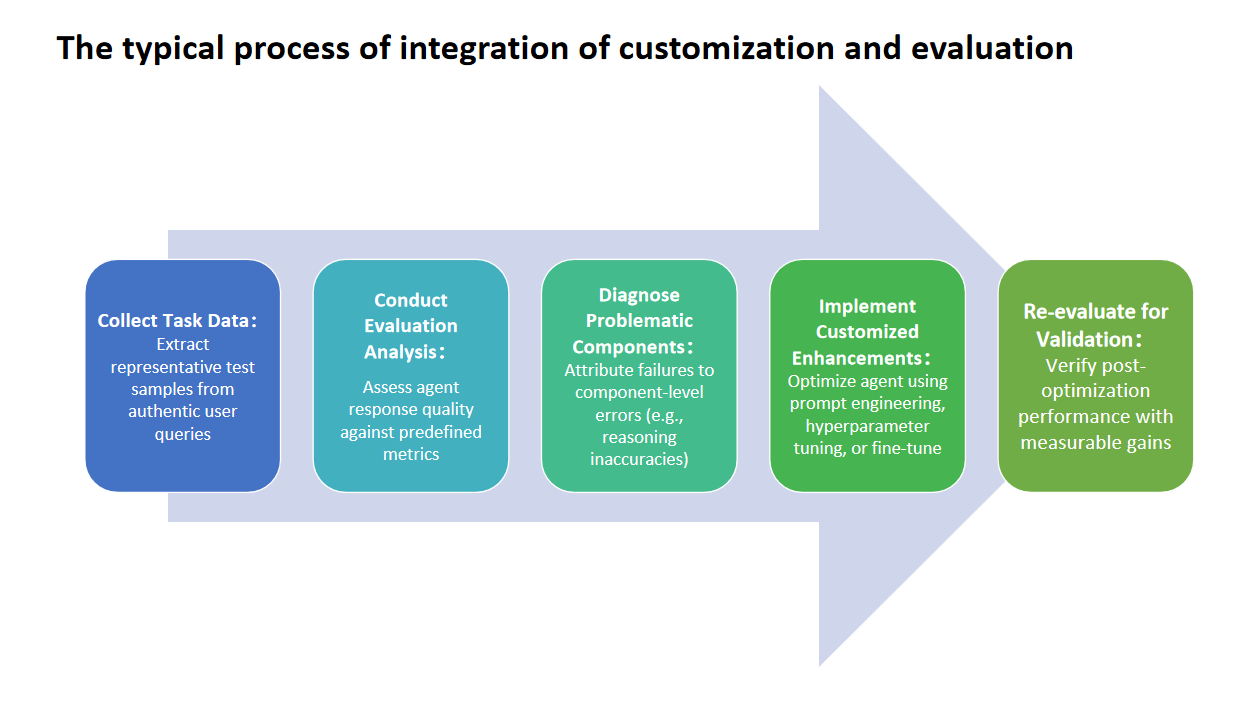 The typical process of integration of customization and evaluation
Collect Task Data：
Extract
representative test
samples from
authentic user
queries
Conduct
Evaluation
Analysis：
Assess agent
response quality
against predefined
metrics
Diagnose
Problematic
Components：
Attribute failures to
component-level
errors (e.g.,
reasoning
inaccuracies)
Implement
Customized
Enhancements：
Optimize agent using
prompt engineering,
hyperparameter
tuning, or fine-tune
Re-evaluate for
Validation：
Verify post-
optimization
performance with
measurable gains